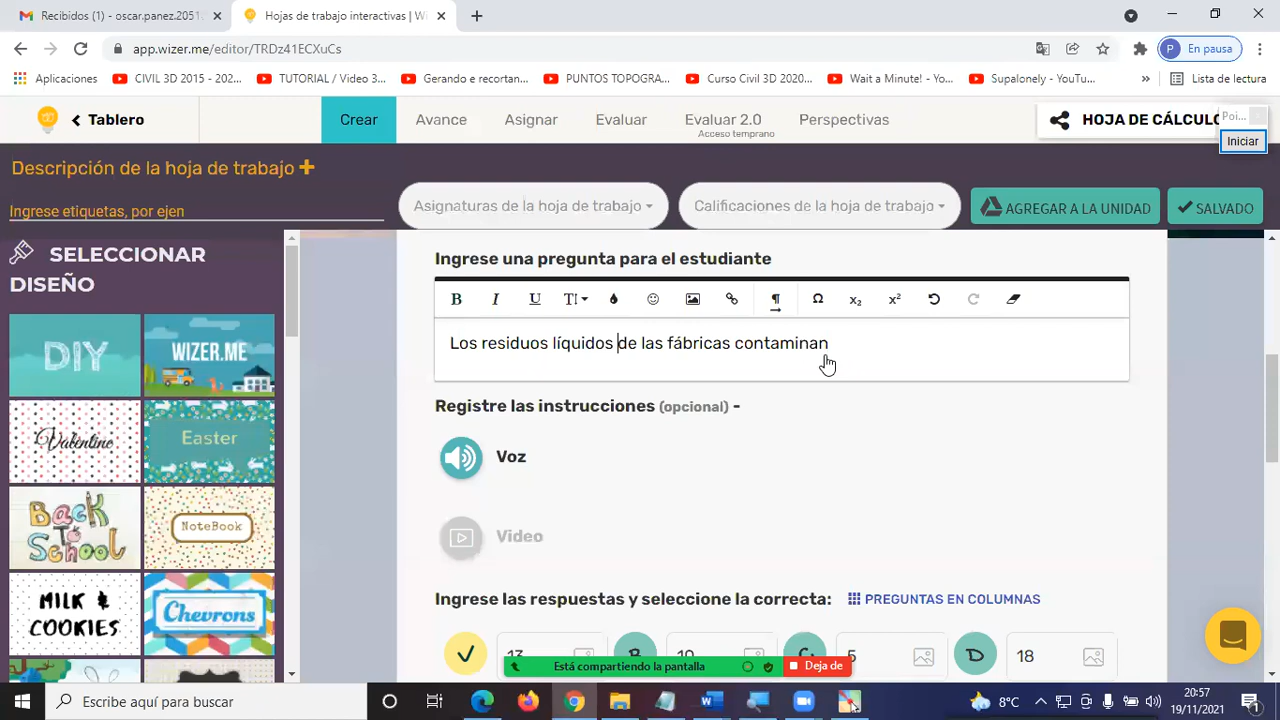 Recibidos (1) - oscar.panez.2051
Hojas de trabajo interactivas | Wi
app.wizer.me/editor/TRDz41ECXuCs
P En pausa
Aplicaciones
CIVIL 3D 2015 - 202...
TUTORIAL / Video 3...
Gerando e recortan...
PUNTOS TOPOGRA...
Curso Civil 3D 2020...
Wait a Minute! - Yo...
Supalonely - YouTu...
»
Lista de lectura
Tablero
Crear
Avance
Asignar
Evaluar
Evaluar 2.0
Acceso temprano
Perspectivas
HOJA DE CÁLCULO
Poi...
Iniciar
Descripción de la hoja de trabajo +
Ingrese etiquetas, por ejen
Asignaturas de la hoja de trabajo
Calificaciones de la hoja de trabajo
AGREGAR A LA UNIDAD
SALVADO
SELECCIONAR
DISEÑO
DIY
WIZER.ME
Valentine
Easter
Back
To
School
NoteBook
MILK &
COOKIES
Chevrons
Ingrese una pregunta para el estudiante
B I U T! ¶ Ω x₂ x²
Los residuos líquidos de las fábricas contaminan
Registre las instrucciones (opcional) -
Voz
Video
Ingrese las respuestas y seleccione la correcta:
PREGUNTAS EN COLUMNAS
13
B
10
C
5
D
18
Está compartiendo la pantalla
Deja de
Escribe aquí para buscar
8°C
20:57
19/11/2021
1